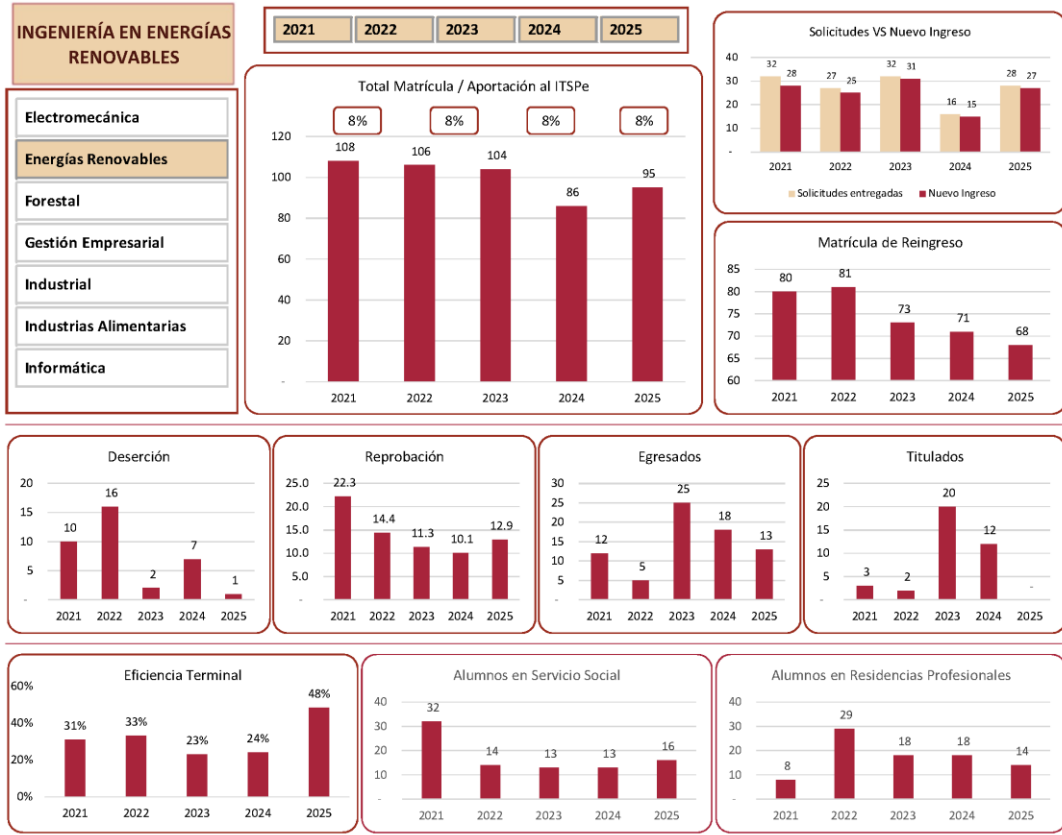 INGENIERÍA EN ENERGÍAS
RENOVABLES
2021 2022 2023 2024 2025
Electromecánica
Energías Renovables
Forestal
Gestión Empresarial
Industrial
Industrias Alimentarias
Informática
Total Matrícula / Aportación al ITSPe
8% 8% 8% 8%
120
100
80
60
40
20
-
108 106 104 86 95
2021 2022 2023 2024 2025
Solicitudes VS Nuevo Ingreso
40
30
20
10
-
32 28 27 25 32 31 16 15 28 27
2021 2022 2023 2024 2025
Solicitudes entregadas Nuevo Ingreso
Matrícula de Reingreso
85
80
75
70
65
60
80 81 73 71 68
2021 2022 2023 2024 2025
Deserción
20
15
10
5
-
10 16 2 7 1
2021 2022 2023 2024 2025
Reprobación
25.0
20.0
15.0
10.0
5.0
-
22.3 14.4 11.3 10.1 12.9
2021 2022 2023 2024 2025
Egresados
30
25
20
15
10
5
-
12 5 25 18 13
2021 2022 2023 2024 2025
Titulados
25
20
15
10
5
-
3 2 20 12 -
2021 2022 2023 2024 2025
Eficiencia Terminal
60%
40%
20%
0%
31% 33% 23% 24% 48%
2021 2022 2023 2024 2025
Alumnos en Servicio Social
40
30
20
10
-
32 14 13 13 16
2021 2022 2023 2024 2025
Alumnos en Residencias Profesionales
40
30
20
10
-
8 29 18 18 14
2021 2022 2023 2024 2025